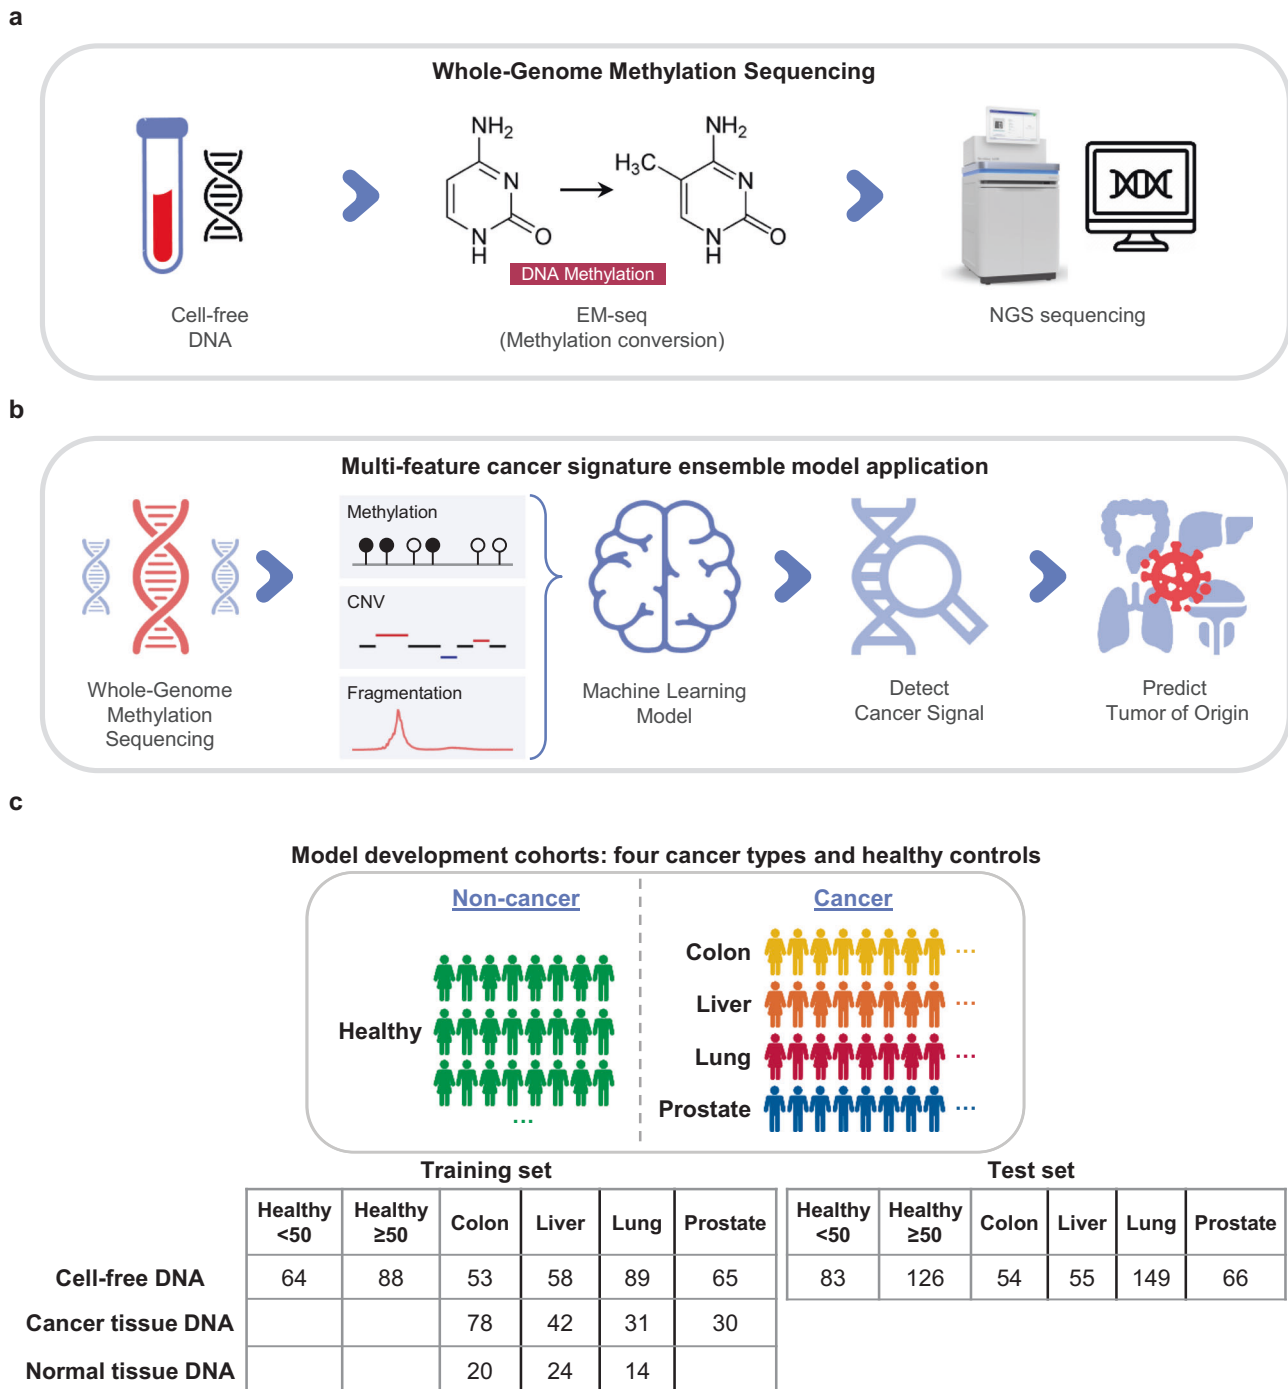 a
Whole-Genome Methylation Sequencing
NH2
N
N
H
O
H3C
NH2
N
N
H
O
DNA Methylation
Cell-free
DNA
EM-seq
(Methylation conversion)
NGS sequencing
b
Multi-feature cancer signature ensemble model application
Methylation
CNV
Fragmentation
Whole-Genome
Methylation
Sequencing
Machine Learning
Model
Detect
Cancer Signal
Predict
Tumor of Origin
c
Model development cohorts: four cancer types and healthy controls
Non-cancer
Cancer
Healthy
...
Colon ...
Liver ...
Lung ...
Prostate ...
Training set
Healthy <50 Healthy ≥50 Colon Liver Lung Prostate
Cell-free DNA 64 88 53 58 89 65
Cancer tissue DNA 78 42 31 30
Normal tissue DNA 20 24 14
Test set
Healthy <50 Healthy ≥50 Colon Liver Lung Prostate
83 126 54 55 149 66